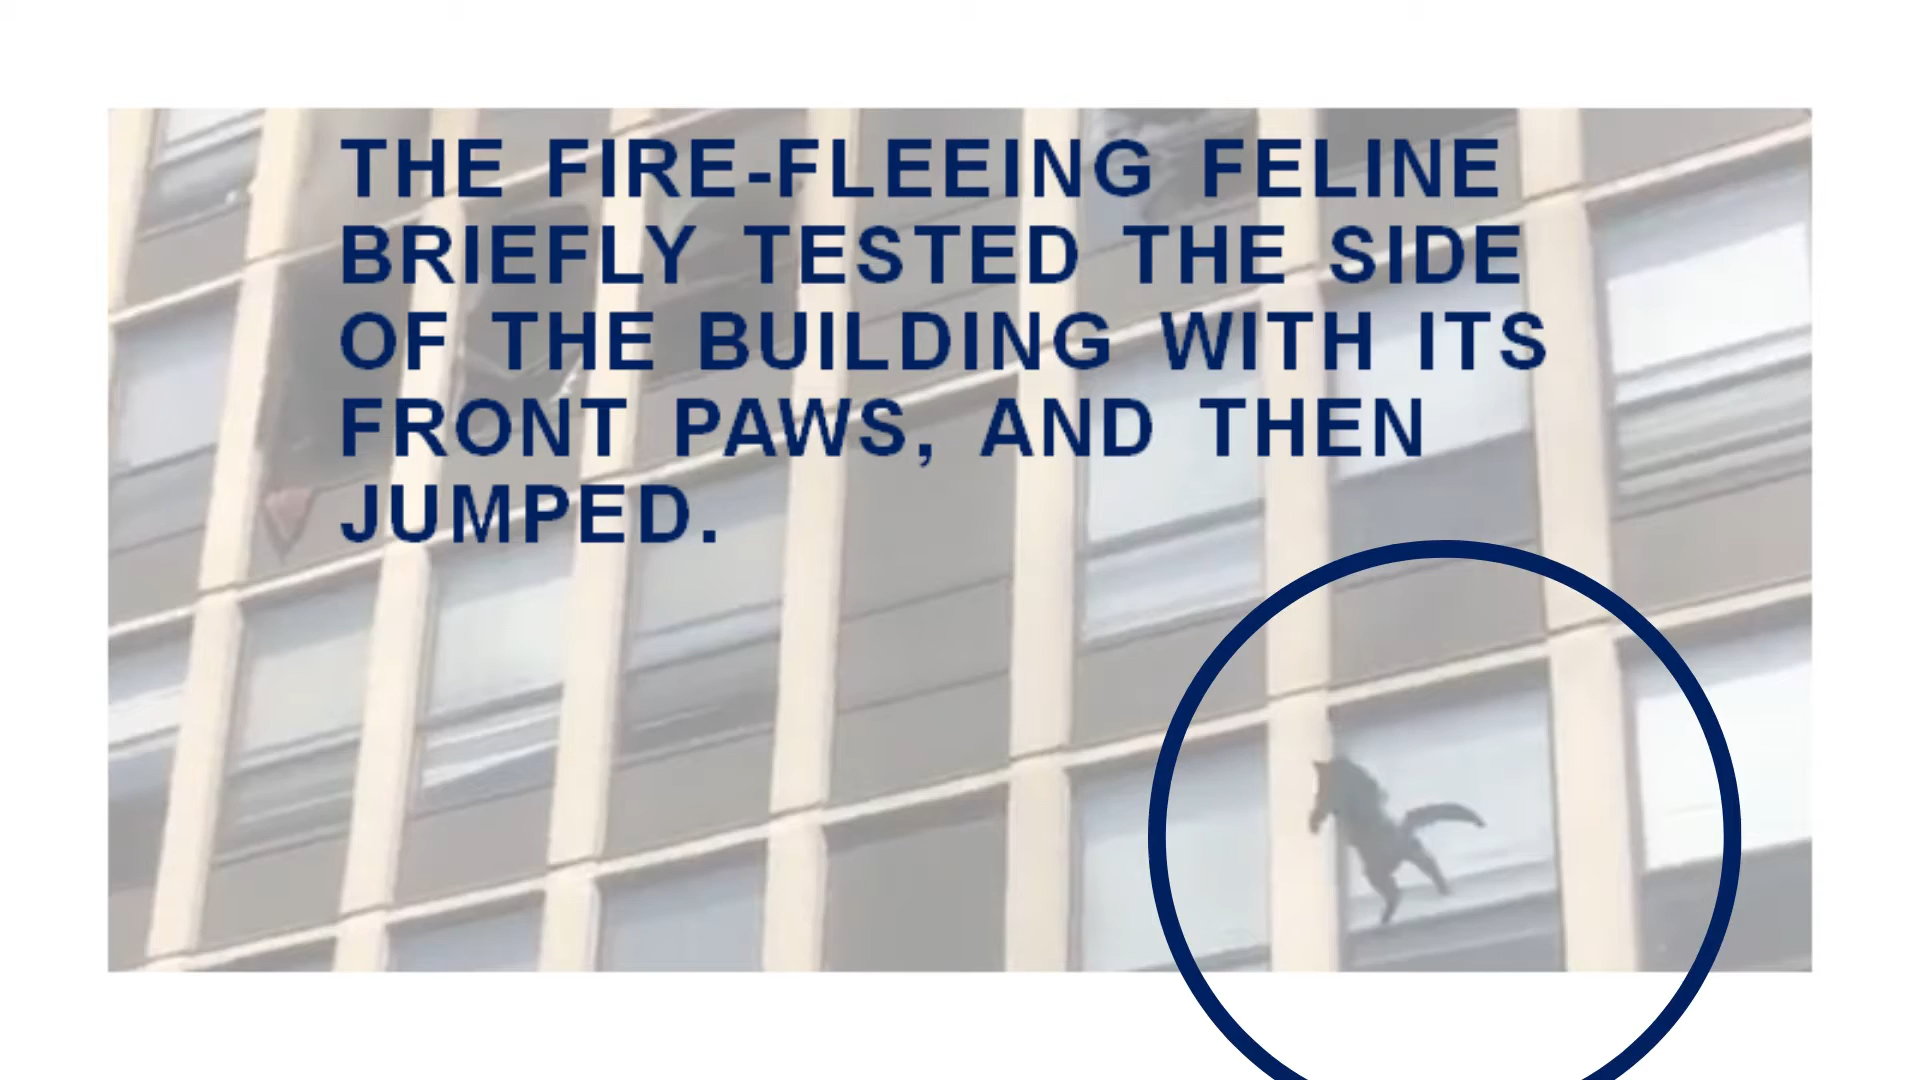 THE FIRE-FLEEING FELINE
BRIEFLY TESTED THE SIDE
OF THE BUILDING WITH ITS
FRONT PAWS, AND THEN
JUMPED.